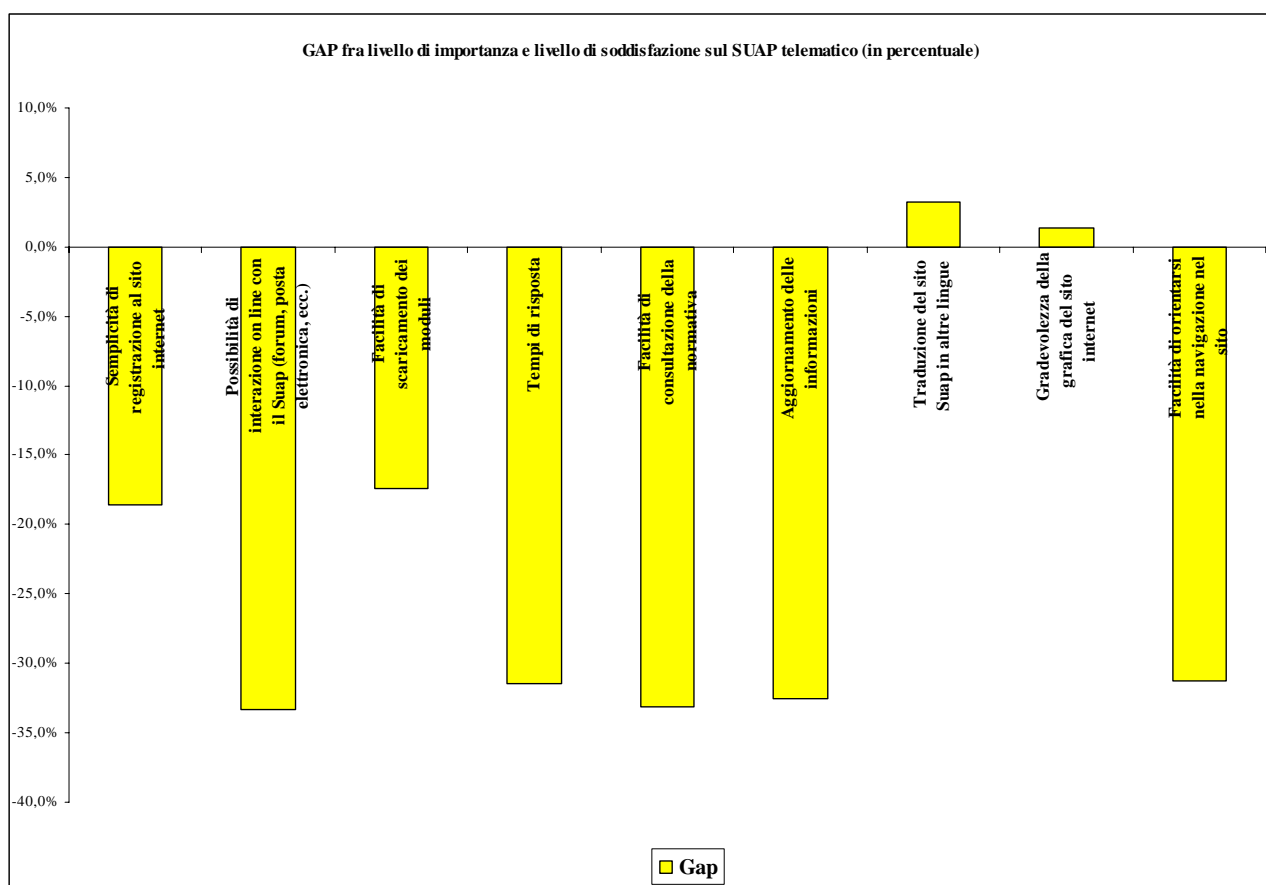 GAP fra livello di importanza e livello di soddisfazione sul SUAP telematico (in percentuale)
10,0%
5,0%
0,0%
-5,0%
-10,0%
-15,0%
-20,0%
-25,0%
-30,0%
-35,0%
-40,0%
Semplicità di
registrazione al sito
internet
Possibilità di
interazione on line con
il Suap (forum, posta
elettronica, ecc.)
Facilità di
scaricamento dei
moduli
Tempi di risposta
Facilità di
consultazione della
normativa
Aggiornamento delle
informazioni
Traduzione del sito
Suap in altre lingue
Gradevolezza della
grafica del sito
internet
Facilità di orientarsi
nella navigazione nel
sito
Gap